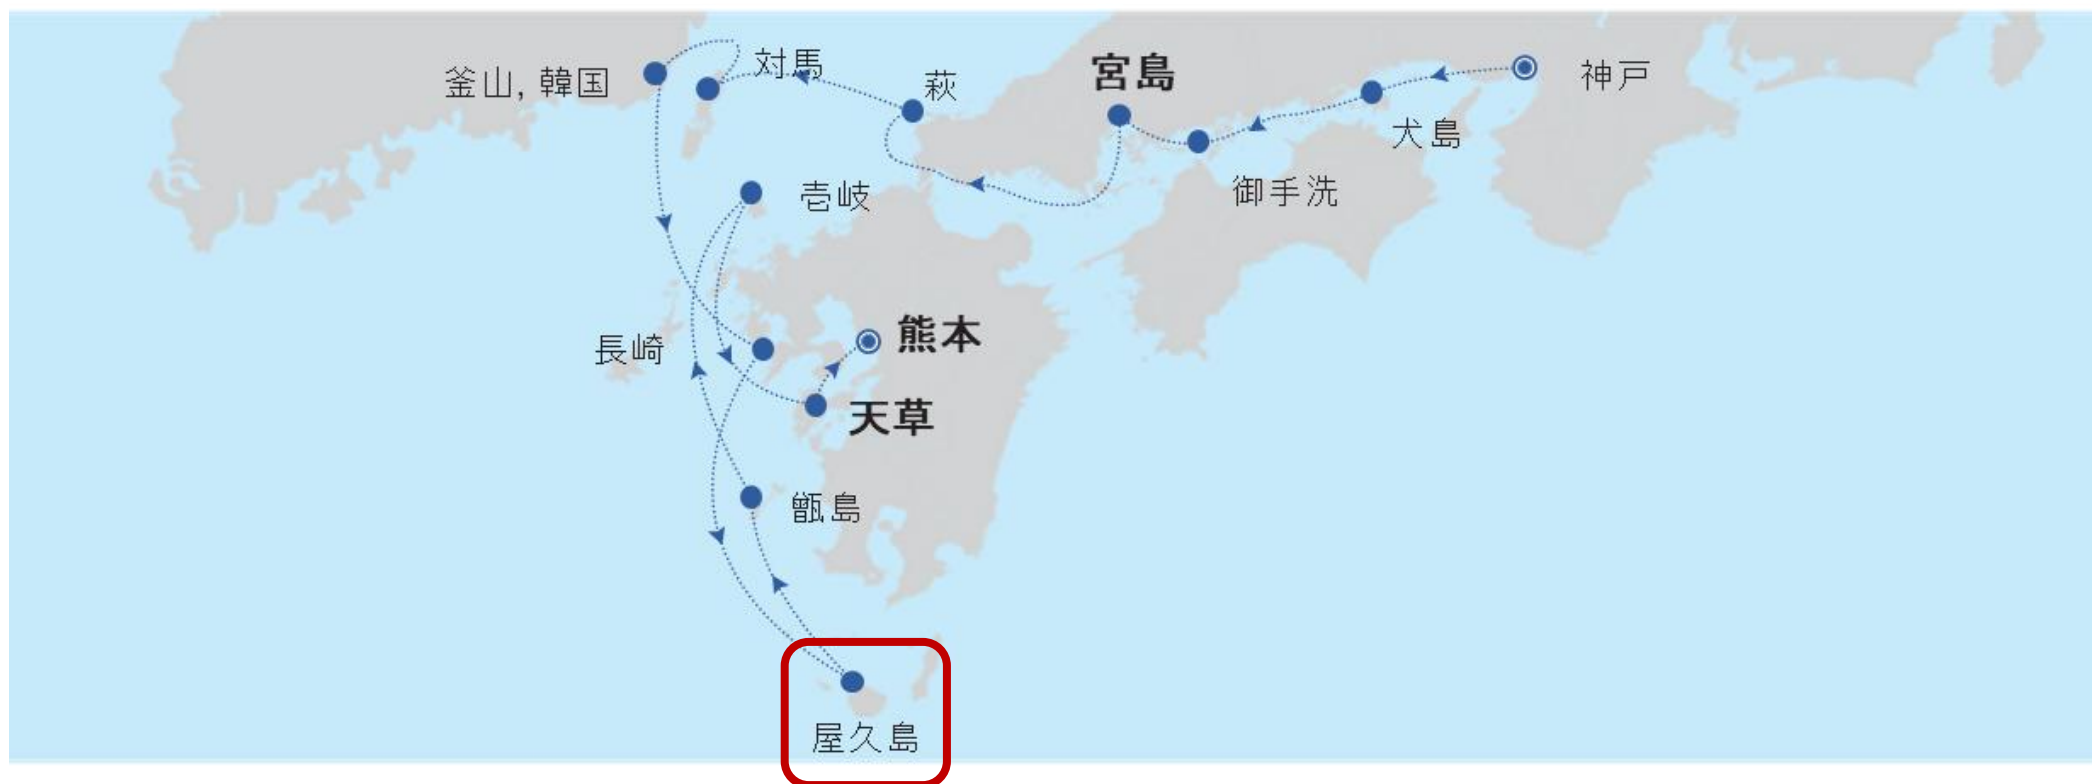 釜山, 韓国
対馬
萩
宮島
神戸
犬島
御手洗
壱岐
長崎
熊本
天草
甑島
屋久島